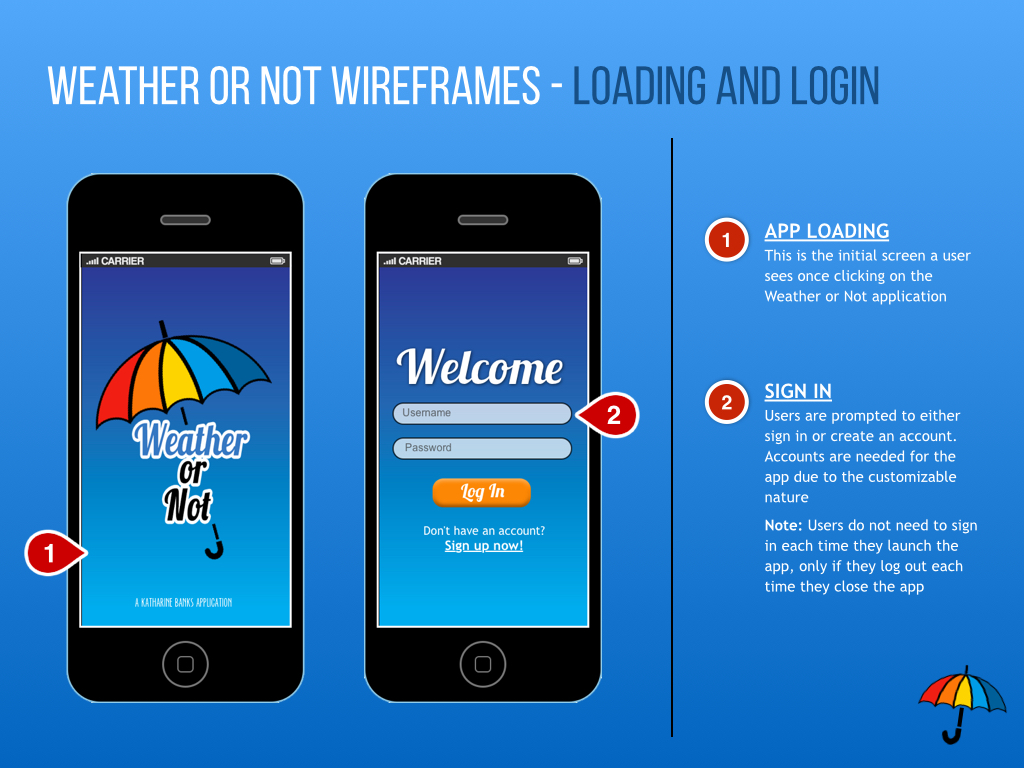 WEATHER OR NOT WIREFRAMES - LOADING AND LOGIN
CARRIER
Weather
or
Not
1
A KATHARINE BANKS APPLICATION
CARRIER
Welcome
Username
2
Password
Log In
Don't have an account?
Sign up now!
1
APP LOADING
This is the initial screen a user
sees once clicking on the
Weather or Not application
2
SIGN IN
Users are prompted to either
sign in or create an account.
Accounts are needed for the
app due to the customizable
nature
Note: Users do not need to sign
in each time they launch the
app, only if they log out each
time they close the app